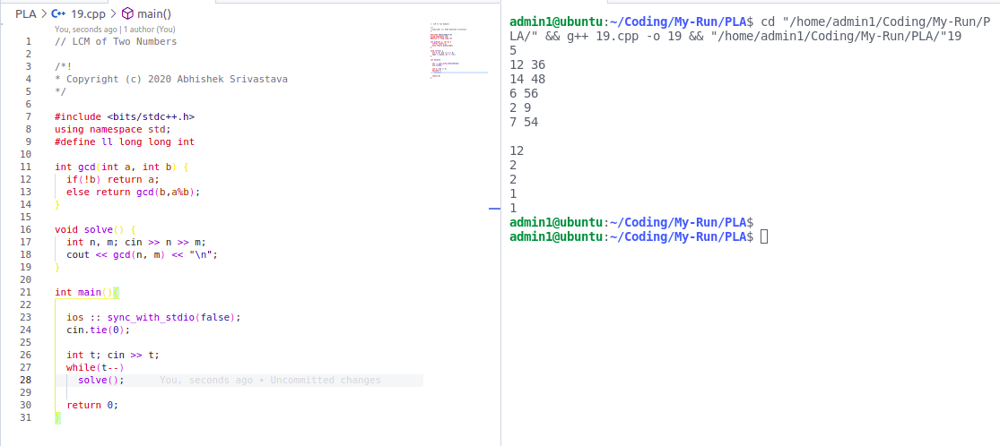 PLA > C++ 19.cpp > main()
You, seconds ago | 1 author (You)
1 // LCM of Two Numbers
2
3 /*!
4 * Copyright (c) 2020 Abhishek Srivastava
5 */
6
7 #include <bits/stdc++.h>
8 using namespace std;
9 #define ll long long int
10
11 int gcd(int a, int b) {
12 if(!b) return a;
13 else return gcd(b,a%b);
14 }
15
16 void solve() {
17 int n, m; cin >> n >> m;
18 cout << gcd(n, m) << "\n";
19 }
20
21 int main(){
22
23 ios :: sync_with_stdio(false);
24 cin.tie(0);
25
26 int t; cin >> t;
27 while(t--)
28 solve(); You, seconds ago • Uncommitted changes
29
30 return 0;
31 }
admin1@ubuntu:~/Coding/My-Run/PLA$ cd "/home/admin1/Coding/My-Run/P
LA/" && g++ 19.cpp -o 19 && "/home/admin1/Coding/My-Run/PLA/"19
5
12 36
14 48
6 56
2 9
7 54
12
2
2
1
1
admin1@ubuntu:~/Coding/My-Run/PLA$
admin1@ubuntu:~/Coding/My-Run/PLA$